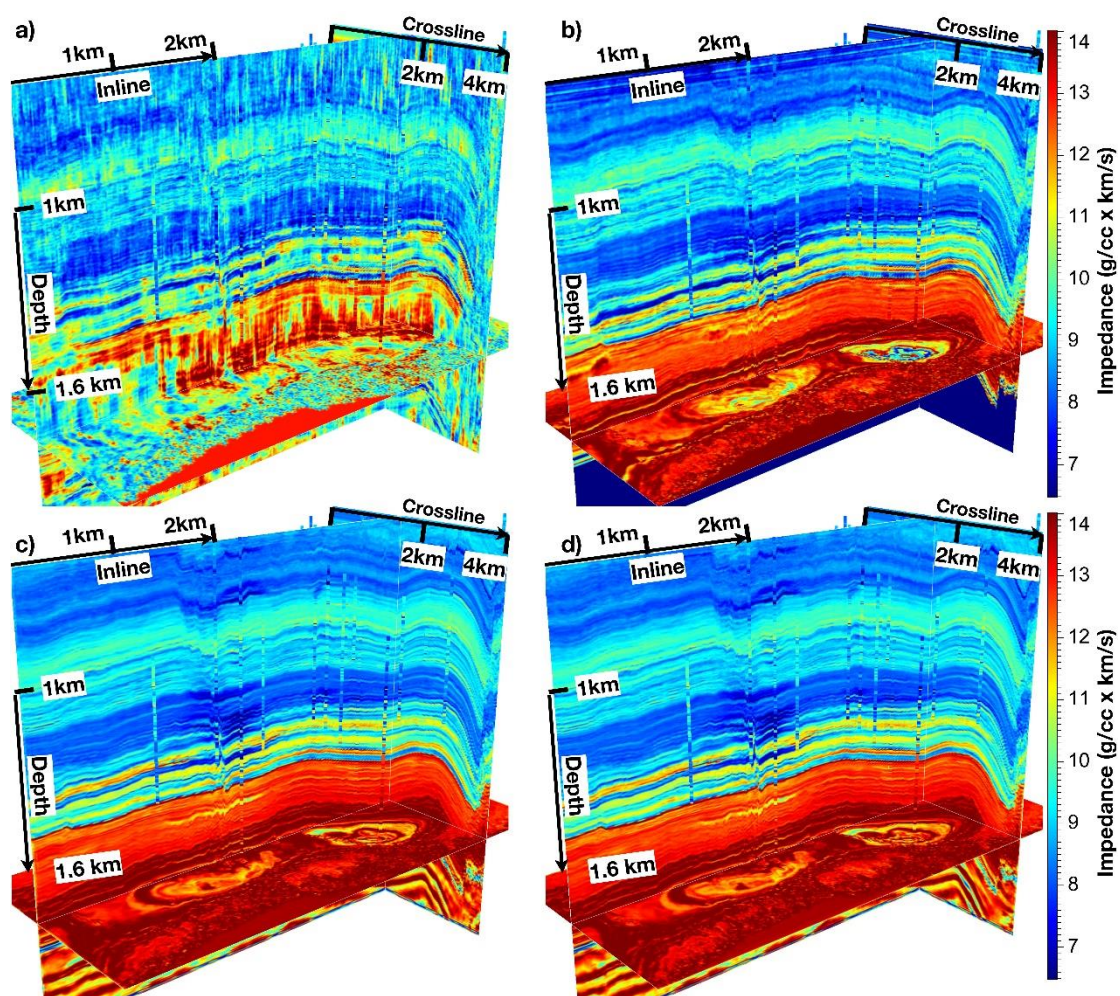 a)
1km
2km
Inline
Crossline
2km
4km
1km
Depth
1.6 km
b)
1km
2km
Inline
Crossline
2km
4km
1km
Depth
1.6 km
14
13
12
11
10
9
8
7
Impedance (g/cc x km/s)
c)
1km
2km
Inline
Crossline
2km
4km
1km
Depth
1.6 km
d)
1km
2km
Inline
Crossline
2km
4km
1km
Depth
1.6 km
14
13
12
11
10
9
8
7
Impedance (g/cc x km/s)